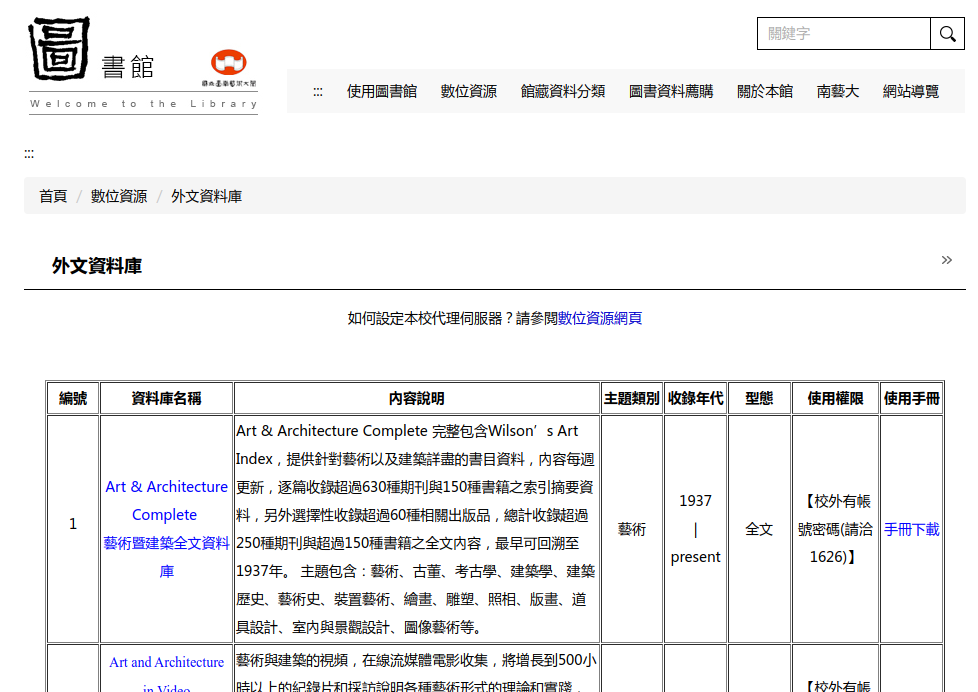 圖書館
國立臺南藝術大學
Welcome to the Library
關鍵字
:::
使用圖書館
數位資源
館藏資料分類
圖書資料薦購
關於本館
南藝大
網站導覽
:::
首頁 / 數位資源 / 外文資料庫
外文資料庫
»
如何設定本校代理伺服器？請參閱數位資源網頁
編號 資料庫名稱 內容說明 主題類別 收錄年代 型態 使用權限 使用手冊
1
Art & Architecture
Complete
藝術暨建築全文資料
庫
Art & Architecture Complete 完整包含Wilson’s Art
Index，提供針對藝術以及建築詳盡的書目資料，內容每週
更新，逐篇收錄超過630種期刊與150種書籍之索引摘要資
料，另外選擇性收錄超過60種相關出版品，總計收錄超過
250種期刊與超過150種書籍之全文內容，最早可回溯至
1937年。 主題包含：藝術、古董、考古學、建築學、建築
歷史、藝術史、裝置藝術、繪畫、雕塑、照相、版畫、道
具設計、室內與景觀設計、圖像藝術等。
藝術
1937
|
present
全文
【校外有帳
號密碼(請洽
1626)】
手冊下載
Art and Architecture
in Video
藝術與建築的視頻，在線流媒體電影收集，將增長到500小
時以上的紀錄片和採訪說明各種藝術形式的理論和實踐，
【校外有帳